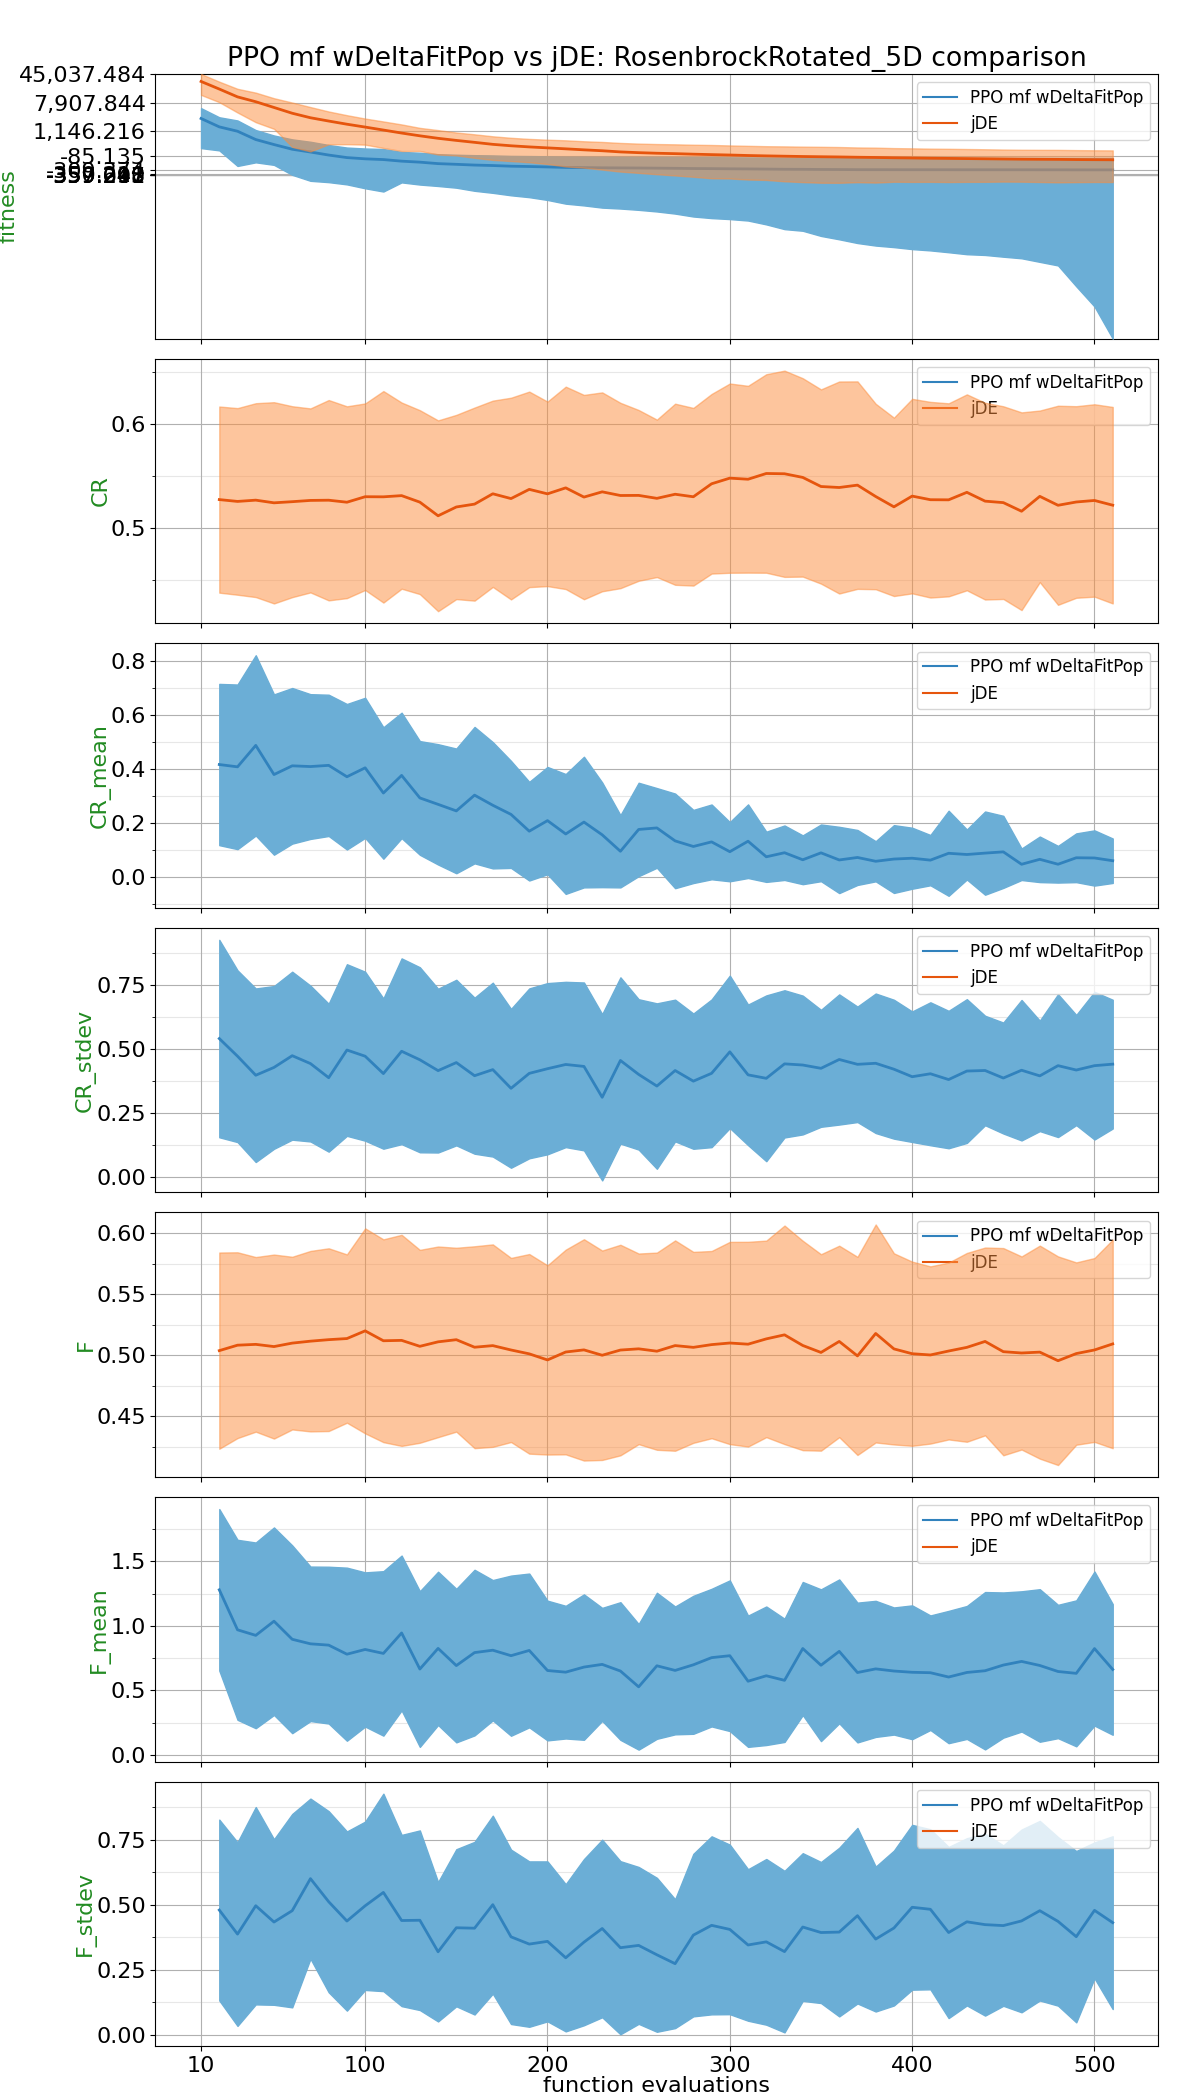 PPO mf wDeltaFitPop vs jDE: RosenbrockRotated_5D comparison
45,037.484
7,907.844
1,146.216
-85.135
fitness
PPO mf wDeltaFitPop
jDE
0.6
0.5
CR
PPO mf wDeltaFitPop
jDE
0.8
0.6
0.4
0.2
0.0
CR_mean
PPO mf wDeltaFitPop
jDE
0.75
0.50
0.25
0.00
CR_stdev
PPO mf wDeltaFitPop
jDE
0.60
0.55
0.50
0.45
F
PPO mf wDeltaFitPop
jDE
1.5
1.0
0.5
0.0
F_mean
PPO mf wDeltaFitPop
jDE
0.75
0.50
0.25
0.00
F_stdev
PPO mf wDeltaFitPop
jDE
10 100 200 300 400 500
function evaluations